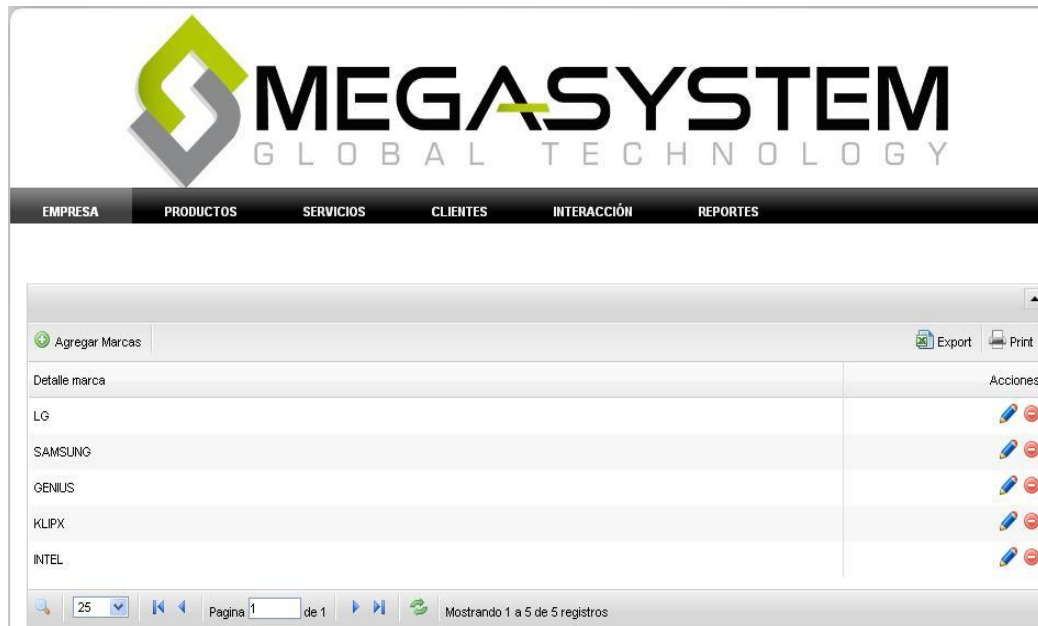 MEGASYSTEM
GLOBAL TECHNOLOGY
EMPRESA PRODUCTOS SERVICIOS CLIENTES INTERACCIÓN REPORTES
Agregar Marcas Export Print
Detalle marca Acciones
LG
SAMSUNG
GENIUS
KLIPX
INTEL
25 Pagina 1 de 1 Mostrando 1 a 5 de 5 registros